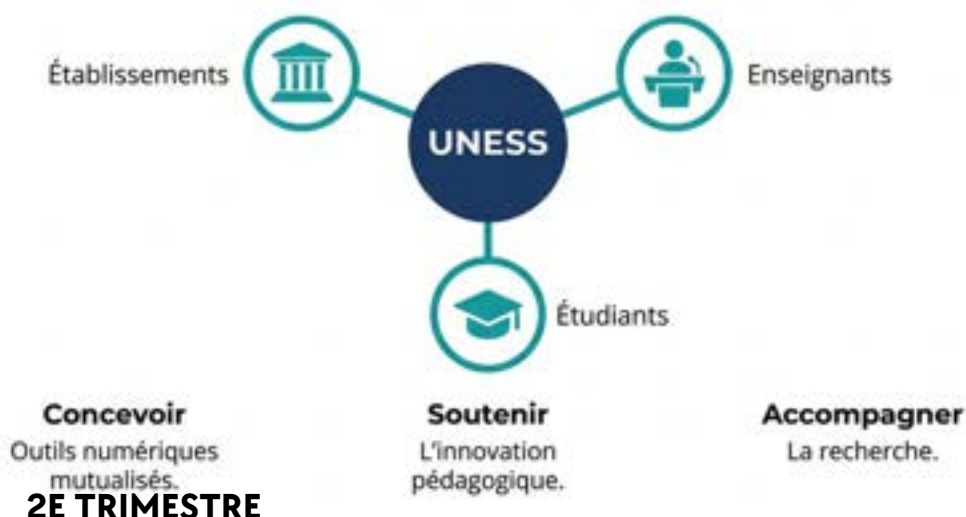 Établissements
Enseignants
UNESS
Étudiants
Concevoir
Outils numériques
mutualisés.
Soutenir
L'innovation
pédagogique.
Accompagner
La recherche.
2E TRIMESTRE